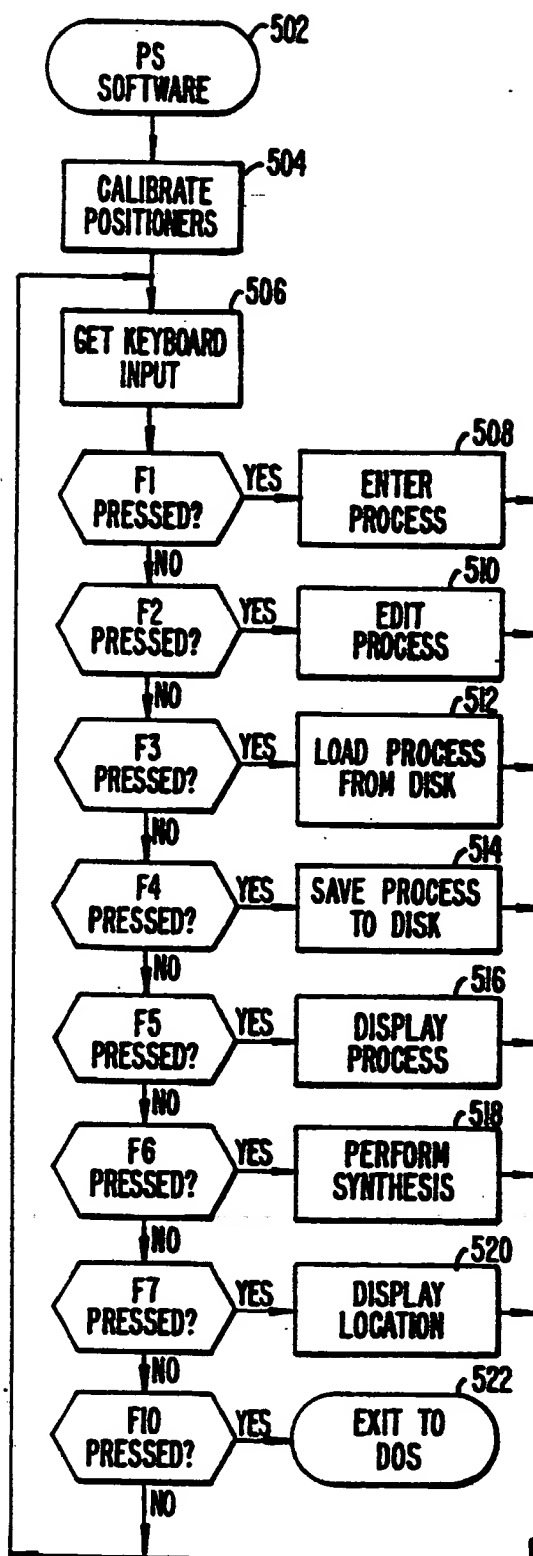 502
PS
SOFTWARE
504
CALIBRATE
POSITIONERS
506
GET KEYBOARD
INPUT
508
F1
PRESSED?
YES
ENTER
PROCESS
NO
510
F2
PRESSED?
YES
EDIT
PROCESS
NO
512
F3
PRESSED?
YES
LOAD PROCESS
FROM DISK
NO
514
F4
PRESSED?
YES
SAVE PROCESS
TO DISK
NO
516
F5
PRESSED?
YES
DISPLAY
PROCESS
NO
518
F6
PRESSED?
YES
PERFORM
SYNTHESIS
NO
520
F7
PRESSED?
YES
DISPLAY
LOCATION
NO
522
F10
PRESSED?
YES
EXIT TO
DOS
NO